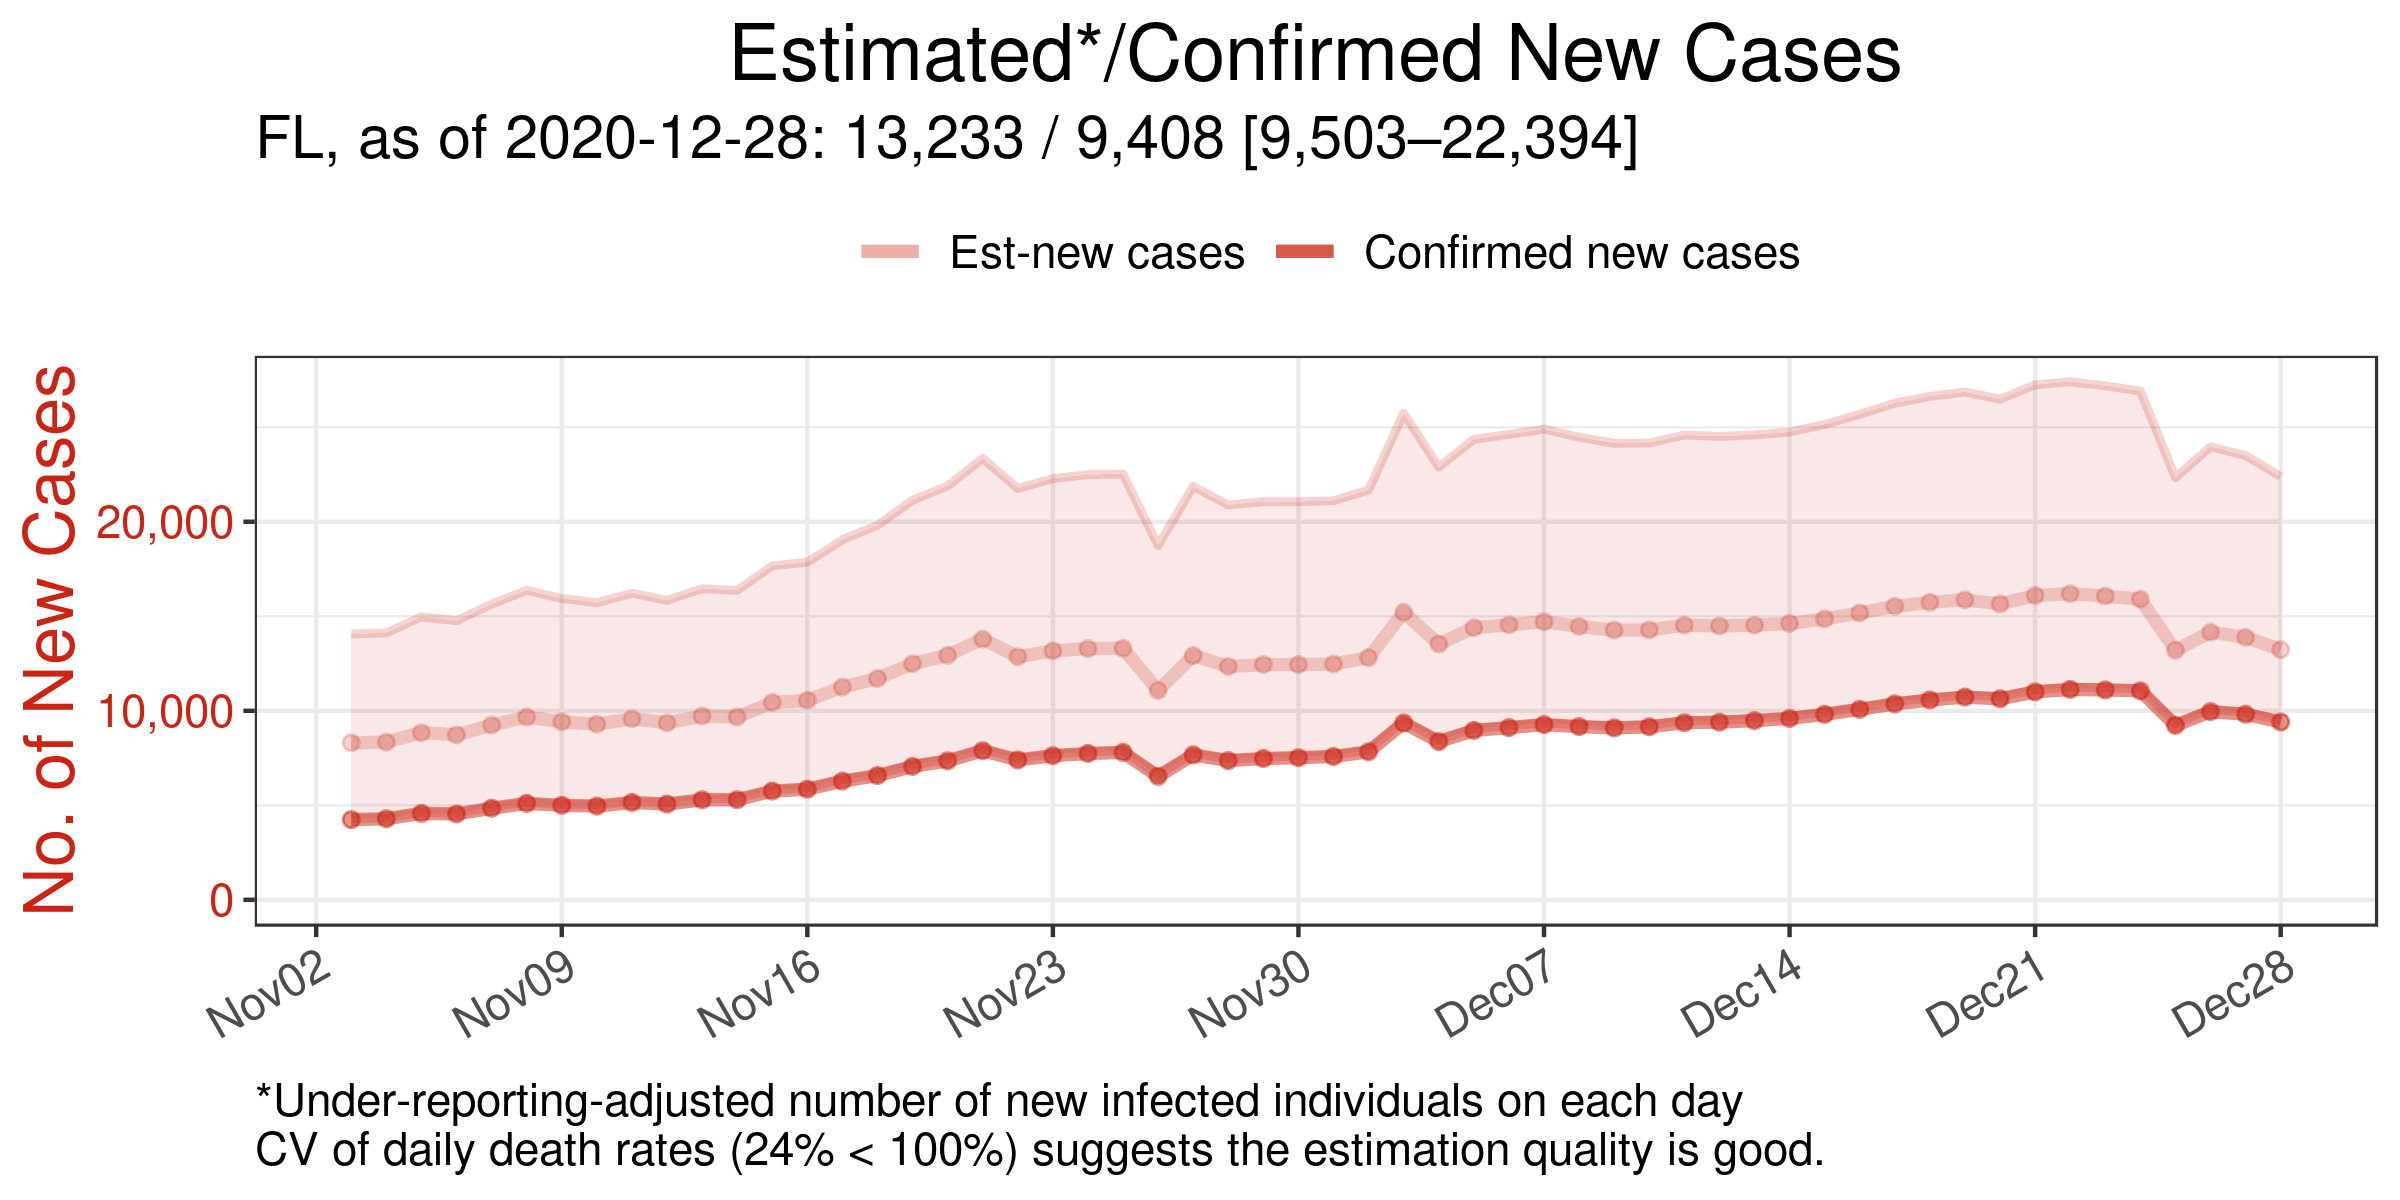 Estimated*/Confirmed New Cases
FL, as of 2020-12-28: 13,233 / 9,408 [9,503–22,394]
Est-new cases Confirmed new cases
No. of New Cases
20,000
10,000
0
Nov02 Nov09 Nov16 Nov23 Nov30 Dec07 Dec14 Dec21 Dec28
*Under-reporting-adjusted number of new infected individuals on each day
CV of daily death rates (24% < 100%) suggests the estimation quality is good.